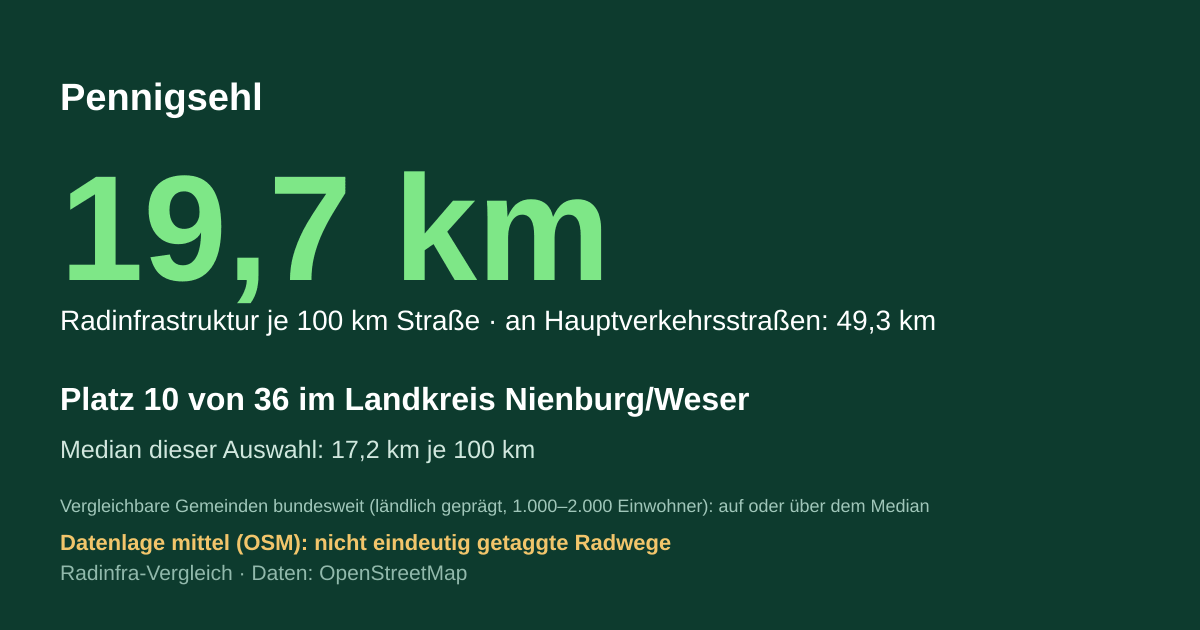 Pennigsehl
19,7 km
Radinfrastruktur je 100 km Straße · an Hauptverkehrsstraßen: 49,3 km
Platz 10 von 36 im Landkreis Nienburg/Weser
Median dieser Auswahl: 17,2 km je 100 km
Vergleichbare Gemeinden bundesweit (ländlich geprägt, 1.000–2.000 Einwohner): auf oder über dem Median
Datenlage mittel (OSM): nicht eindeutig getaggte Radwege
Radinfra-Vergleich · Daten: OpenStreetMap